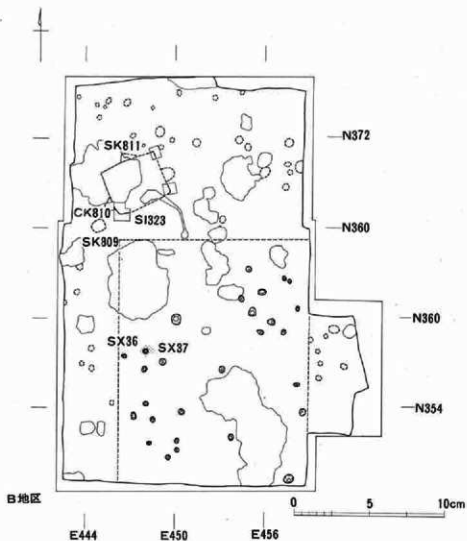 N372
SK811
CK810
SI323
N360
SK809
N360
SX36
SX37
N354
B地区
0 5 10cm
E444 E450 E456